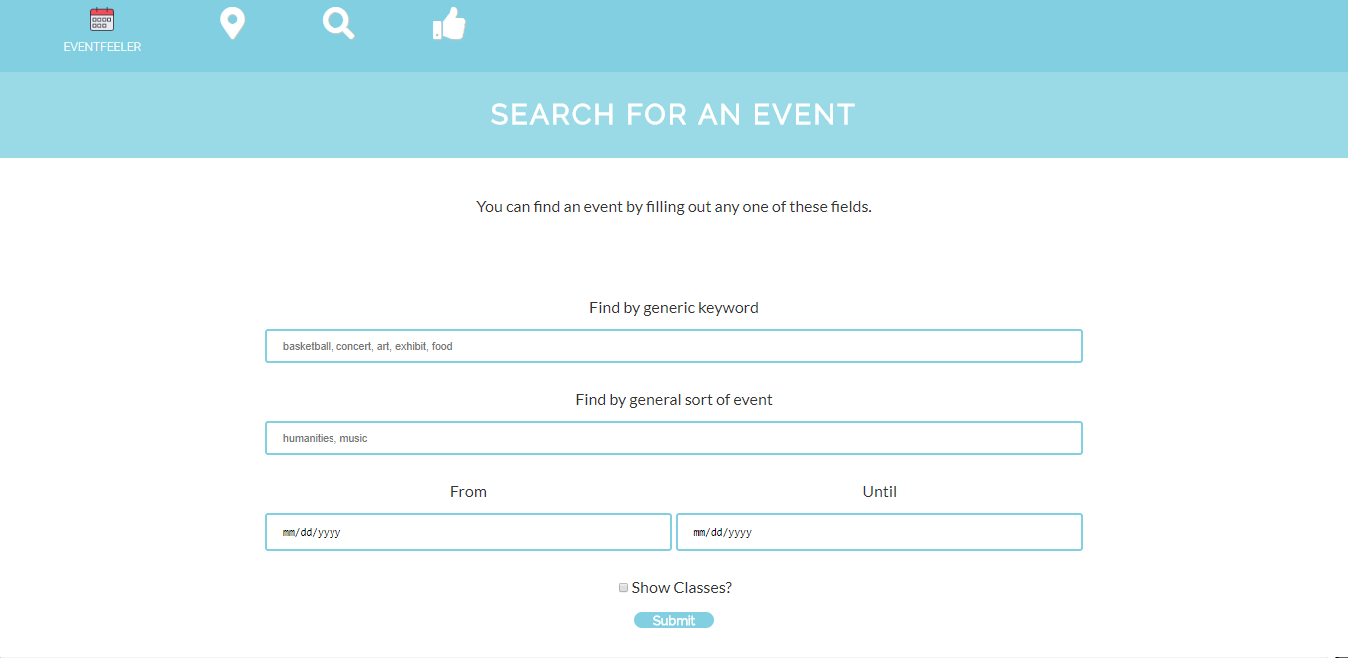 EVENTFEELER
SEARCH FOR AN EVENT
You can find an event by filling out any one of these fields.
Find by generic keyword
basketball, concert, art, exhibit, food
Find by general sort of event
humanities, music
From Until
mm/dd/yyyy mm/dd/yyyy
Show Classes?
Submit